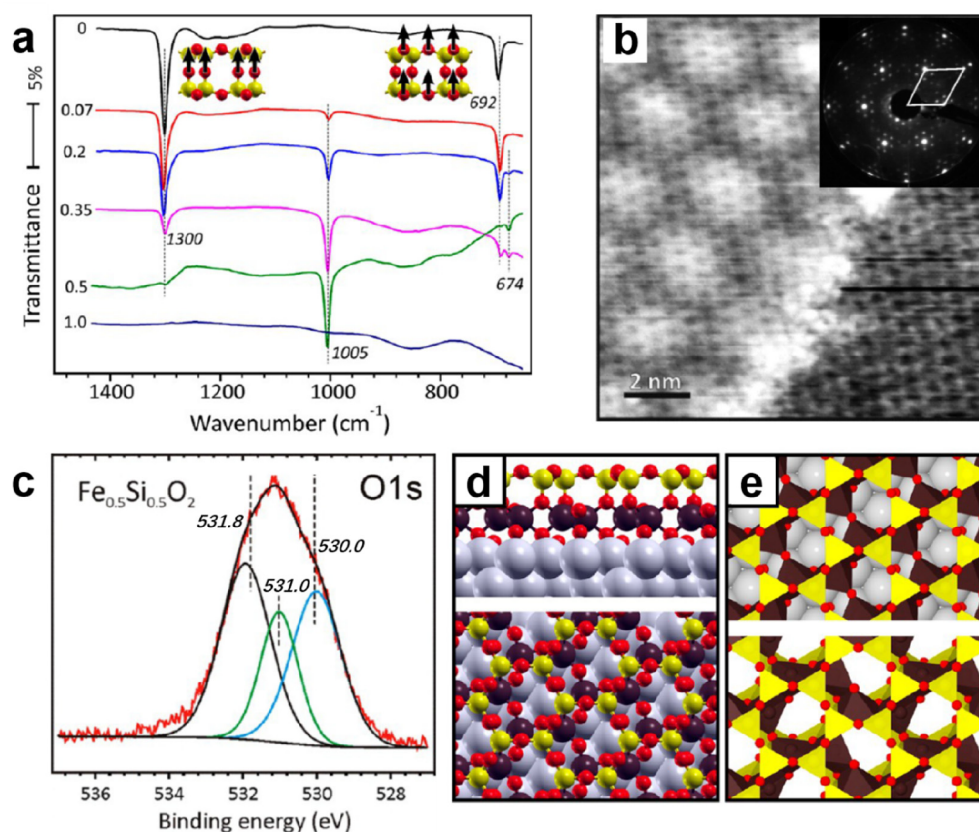 a
0
5%
692
0.07
0.2
0.35
1300
674
0.5
1.0
1005
Transmittance
1400
1200
1000
800
Wavenumber (cm⁻¹)
b
2 nm
c
Fe₀.₅Si₀.₅O₂
O1s
531.8
530.0
531.0
536
534
532
530
528
Binding energy (eV)
d
e